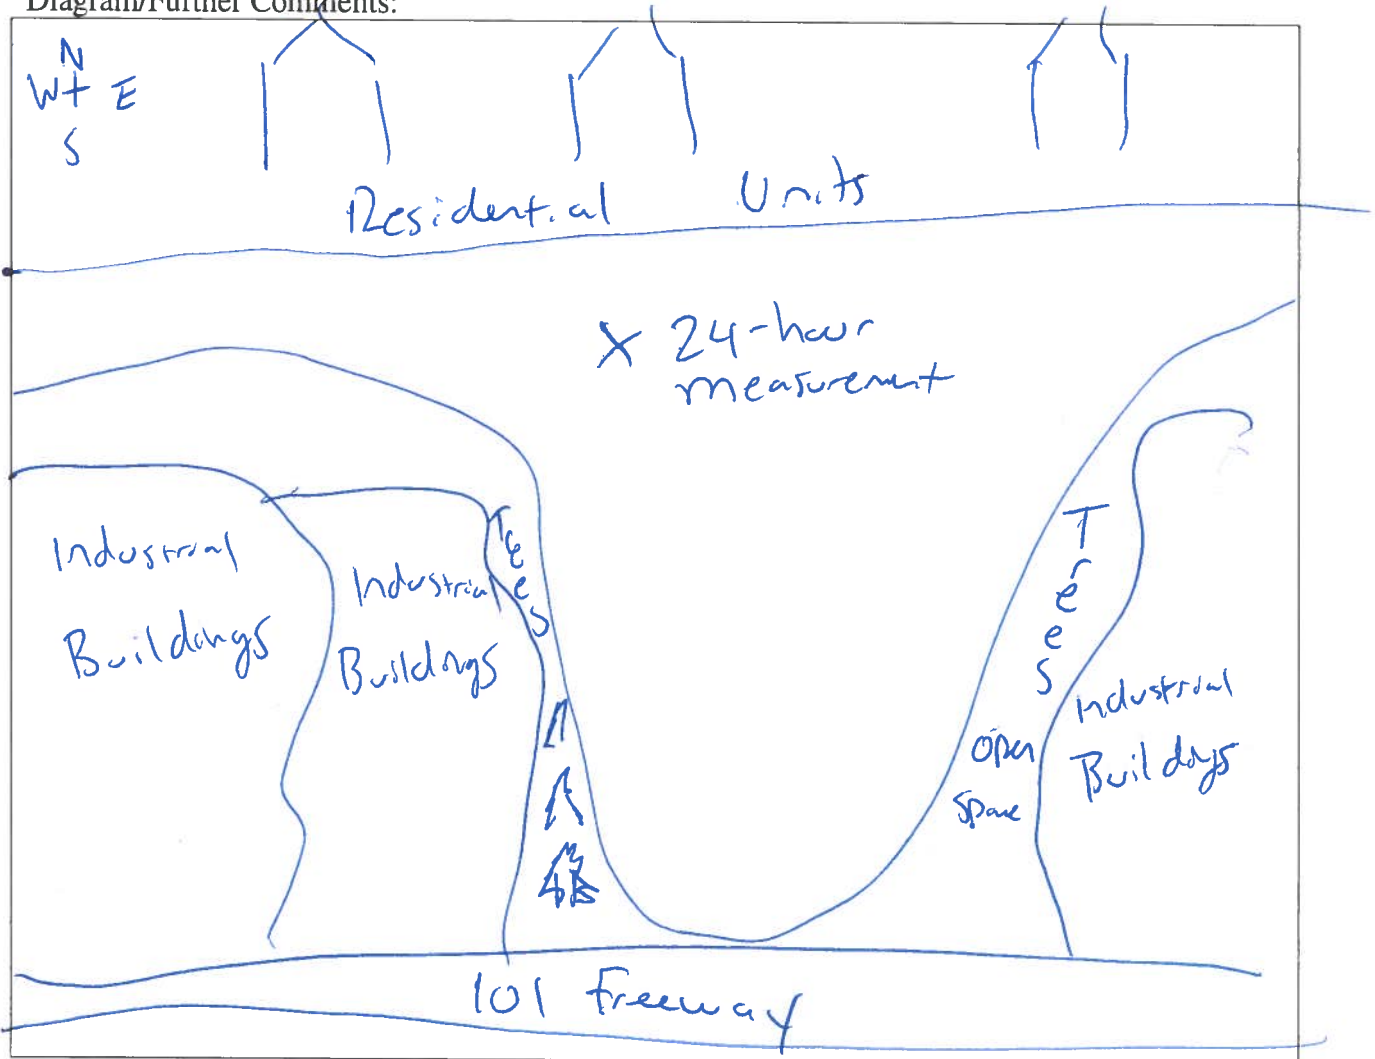 Diagram/Further Comments:
N
W E
S
Residential Units
X 24-hour
measurement
Industrial
Buildings
Industrial
Buildings
Trees
Trees
Open
Space
Industrial
Buildings
101 Freeway